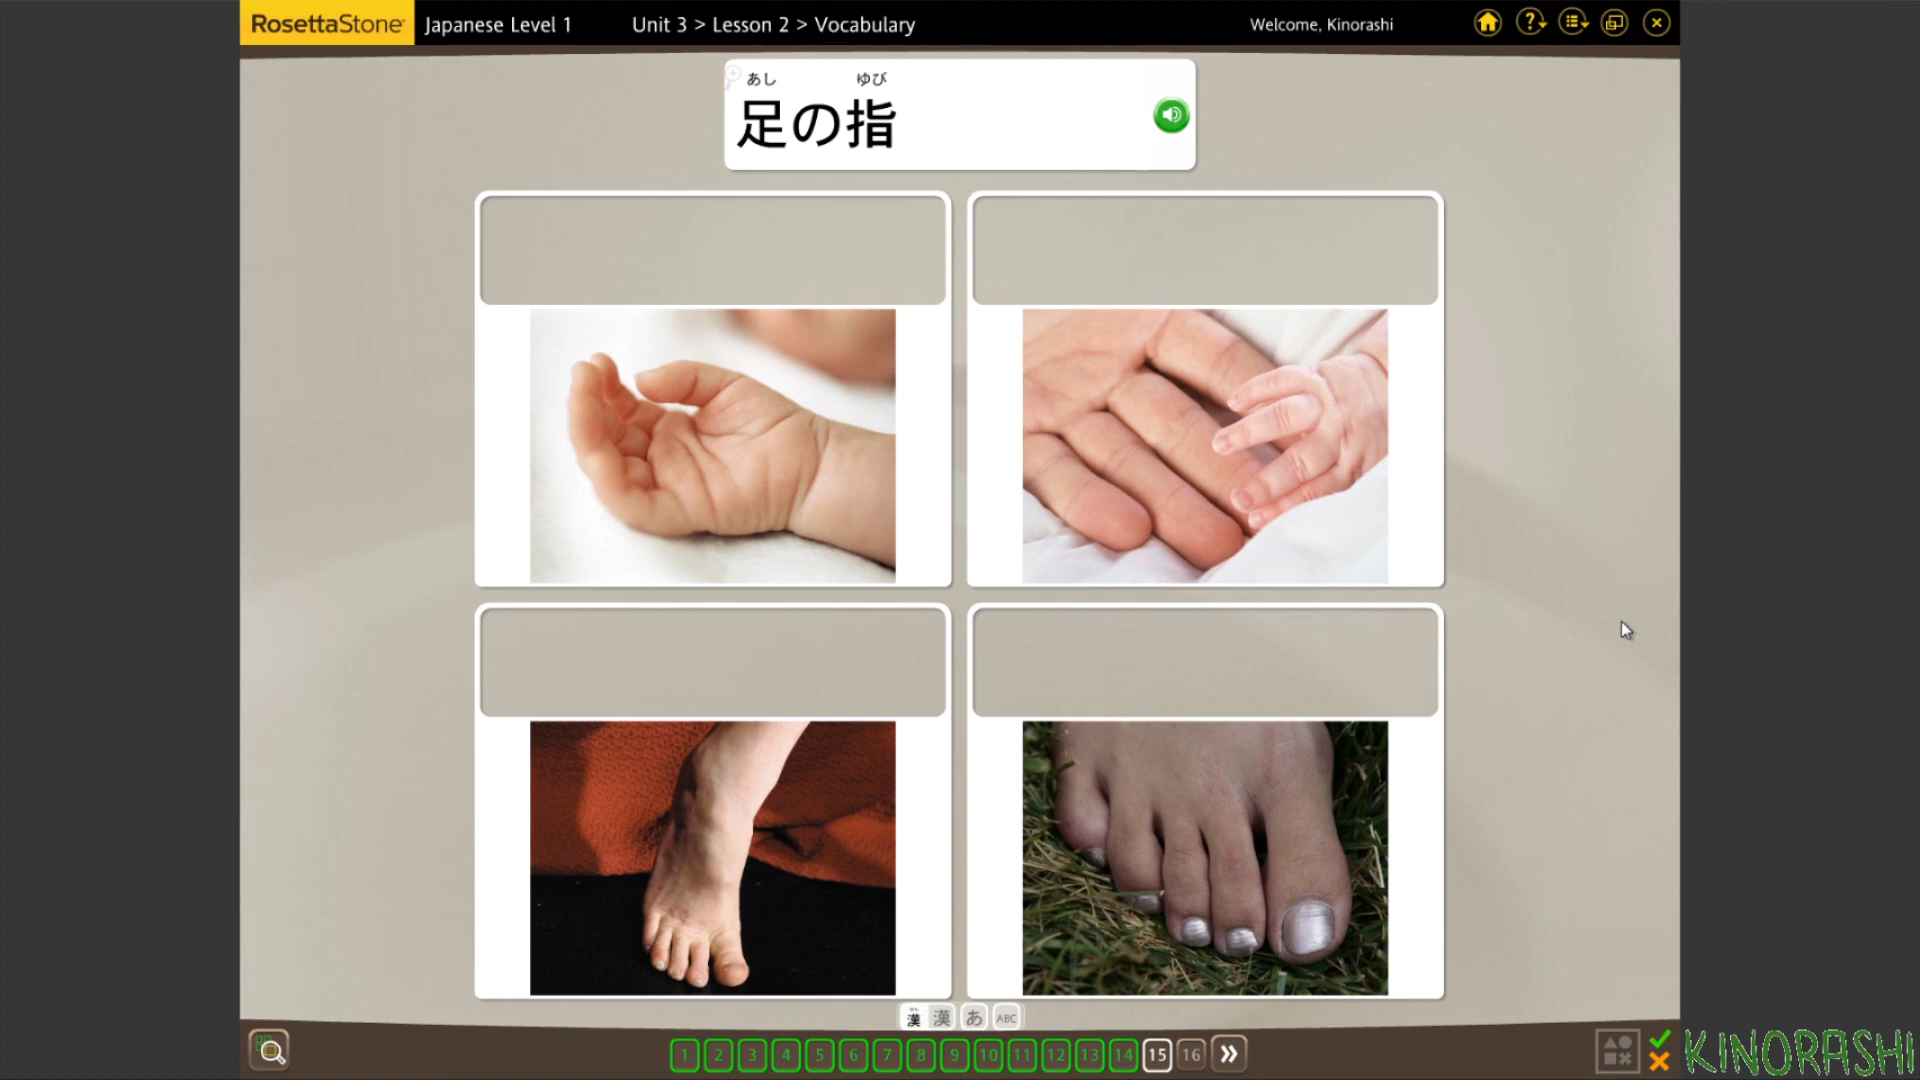 RosettaStone
Japanese Level 1
Unit 3 > Lesson 2 > Vocabulary
Welcome, Kinorashi
?
あし ゆび
足の指
漢 漢 あ ABC
1 2 3 4 5 6 7 8 9 10 11 12 13 14 15 16 »
KINORASHI